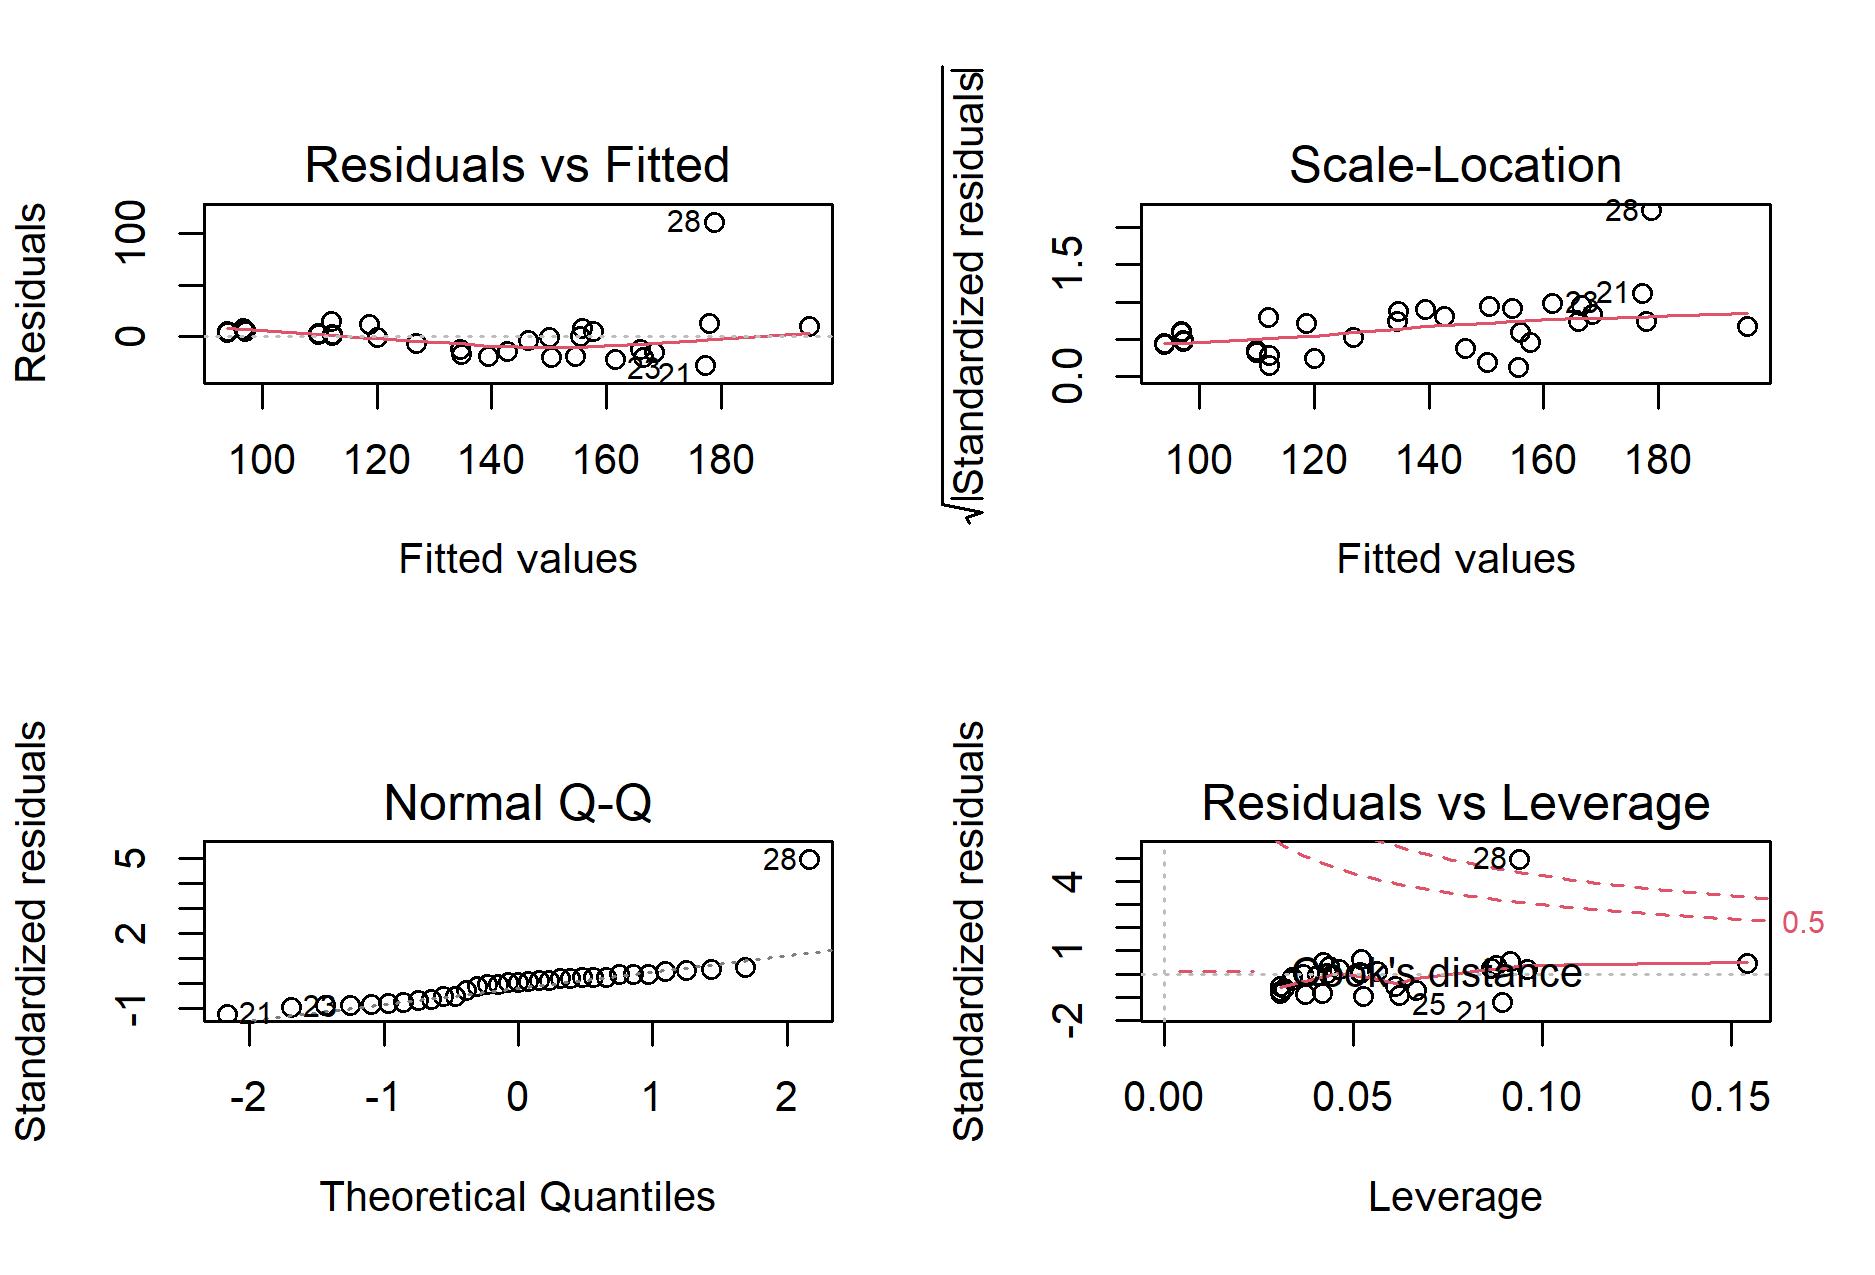 Residuals vs Fitted
Residuals
0 100
28
23
21
100 120 140 160 180
Fitted values
Scale-Location
√|Standardized residuals|
0.0 1.5
28
23
21
100 120 140 160 180
Fitted values
Normal Q-Q
Standardized residuals
-1 2 5
28
21
23
-2 -1 0 1 2
Theoretical Quantiles
Residuals vs Leverage
Standardized residuals
-2 1 4
28
0.5
Cook's distance
25
21
0.00 0.05 0.10 0.15
Leverage